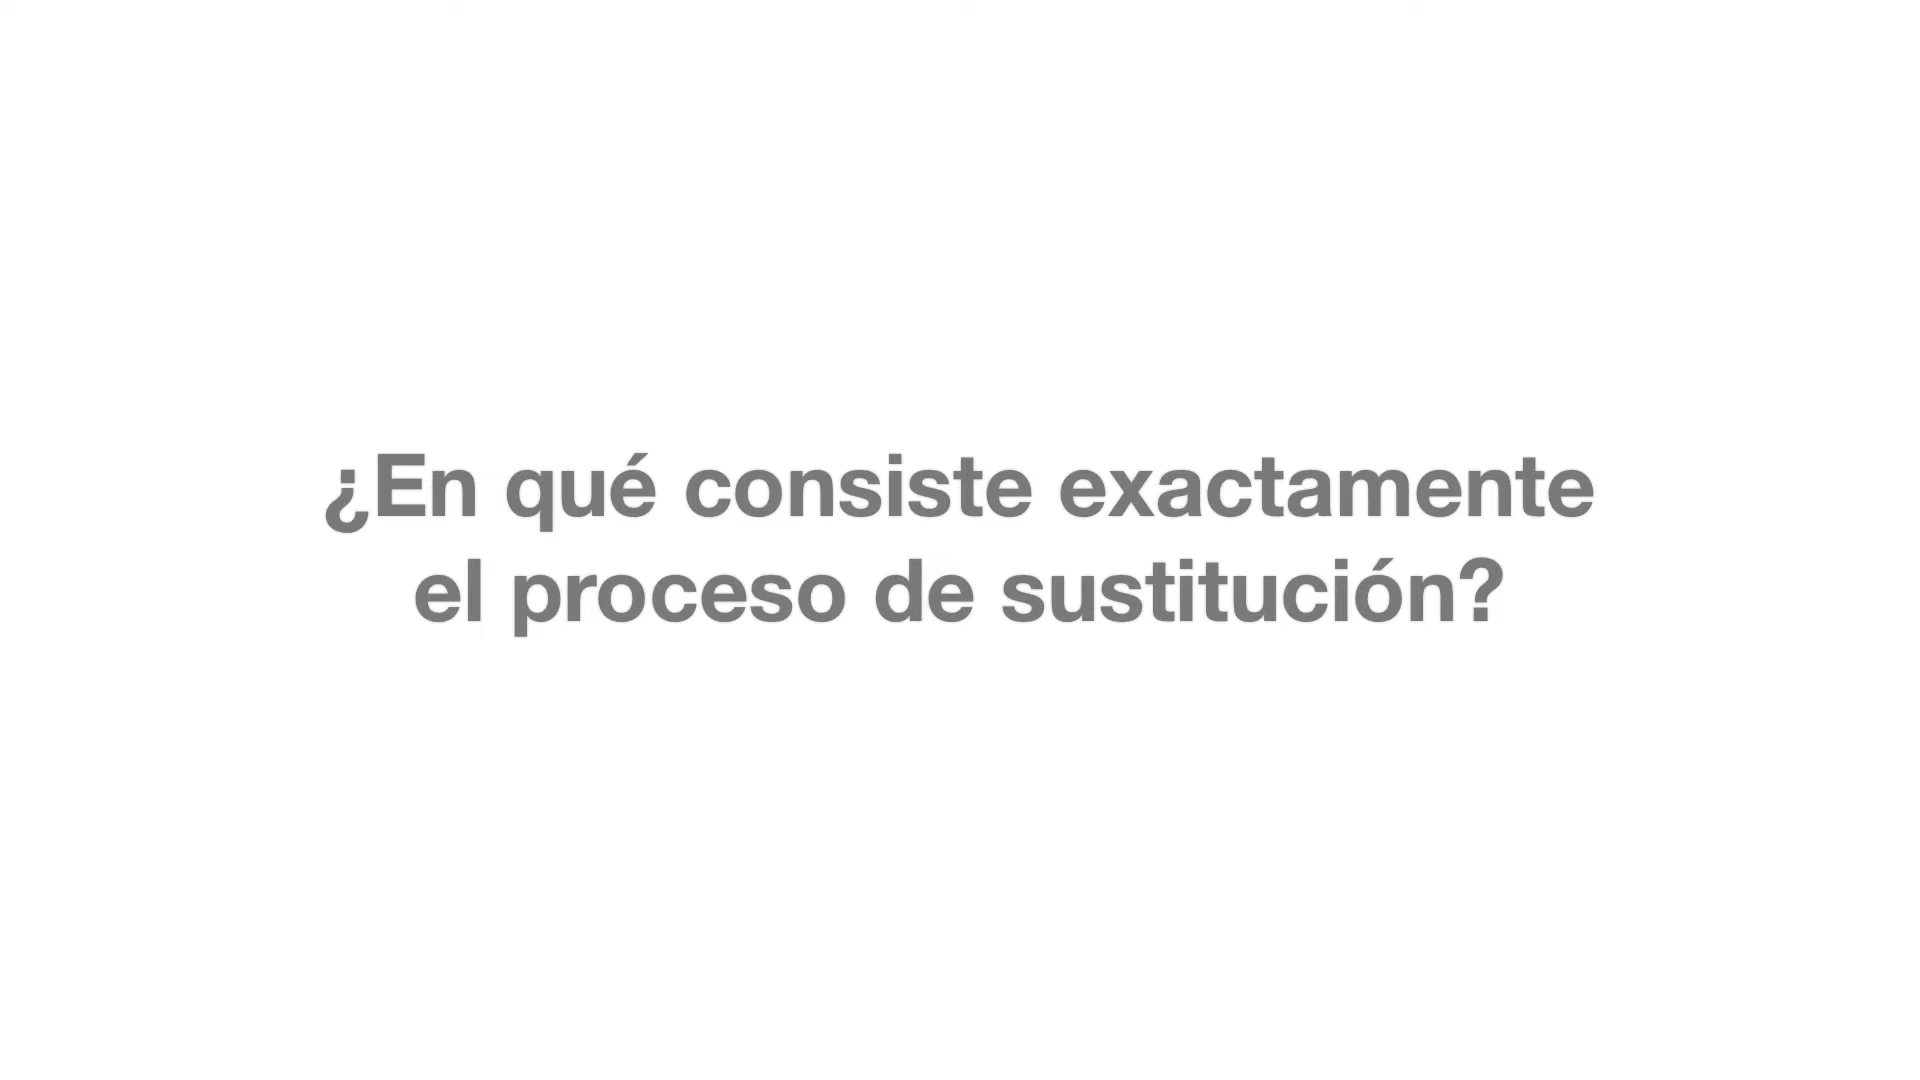 ¿En qué consiste exactamente
el proceso de sustitución?